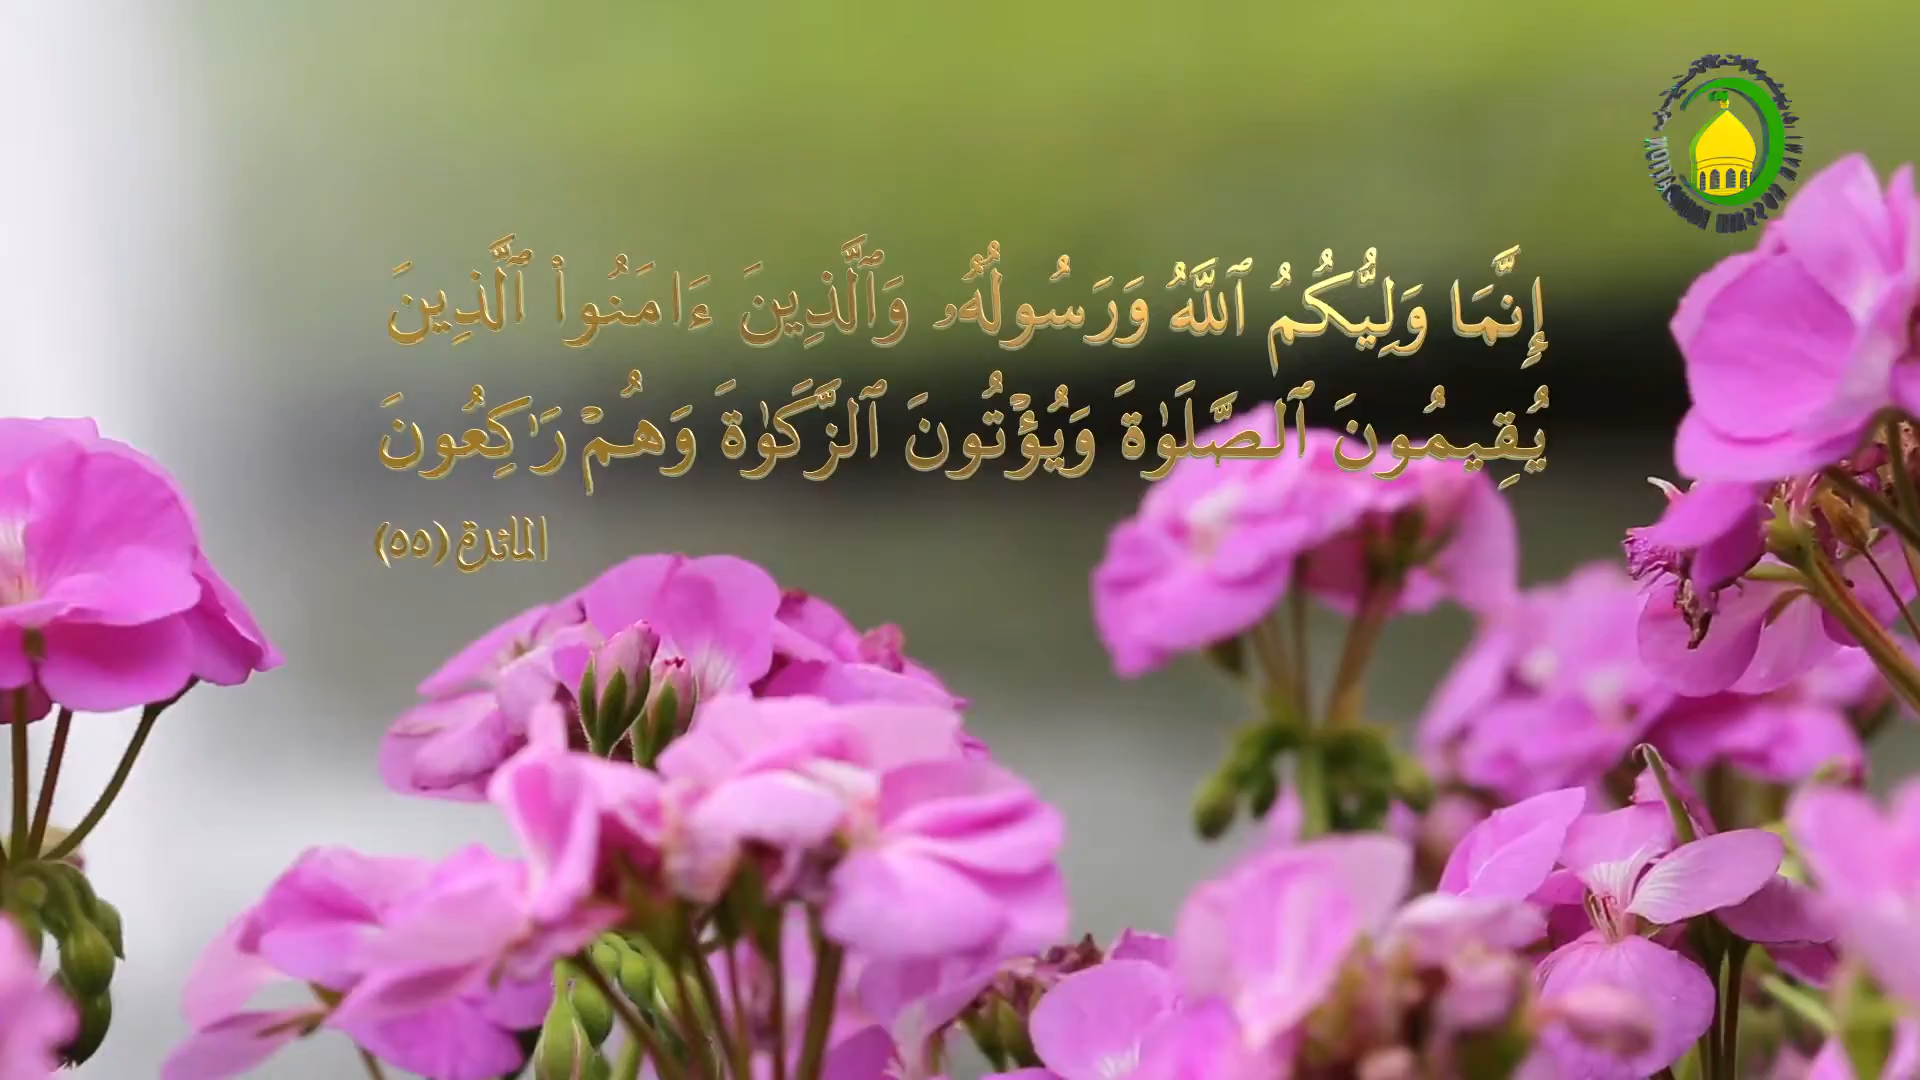 إِنَّمَا وَلِيُّكُمُ ٱللَّهُ وَرَسُولُهُۥ وَٱلَّذِينَ ءَامَنُوا۟ ٱلَّذِينَ
يُقِيمُونَ ٱلصَّلَوٰةَ وَيُؤْتُونَ ٱلزَّكَوٰةَ وَهُمْ رَٰكِعُونَ
المائدة (٥٥)